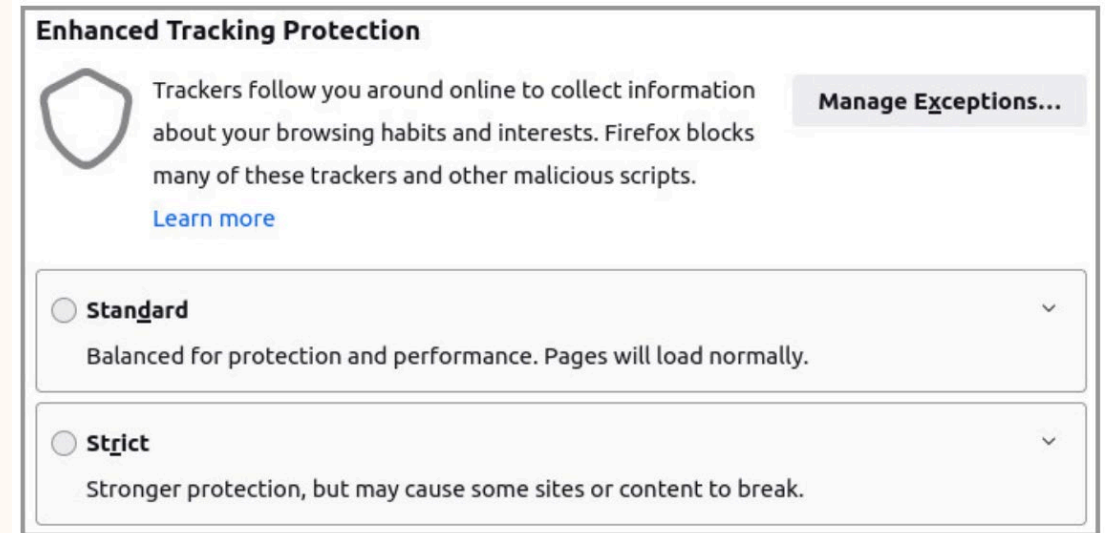 Enhanced Tracking Protection
Trackers follow you around online to collect information
about your browsing habits and interests. Firefox blocks
many of these trackers and other malicious scripts.
Learn more
Manage Exceptions...
Standard
Balanced for protection and performance. Pages will load normally.
Strict
Stronger protection, but may cause some sites or content to break.